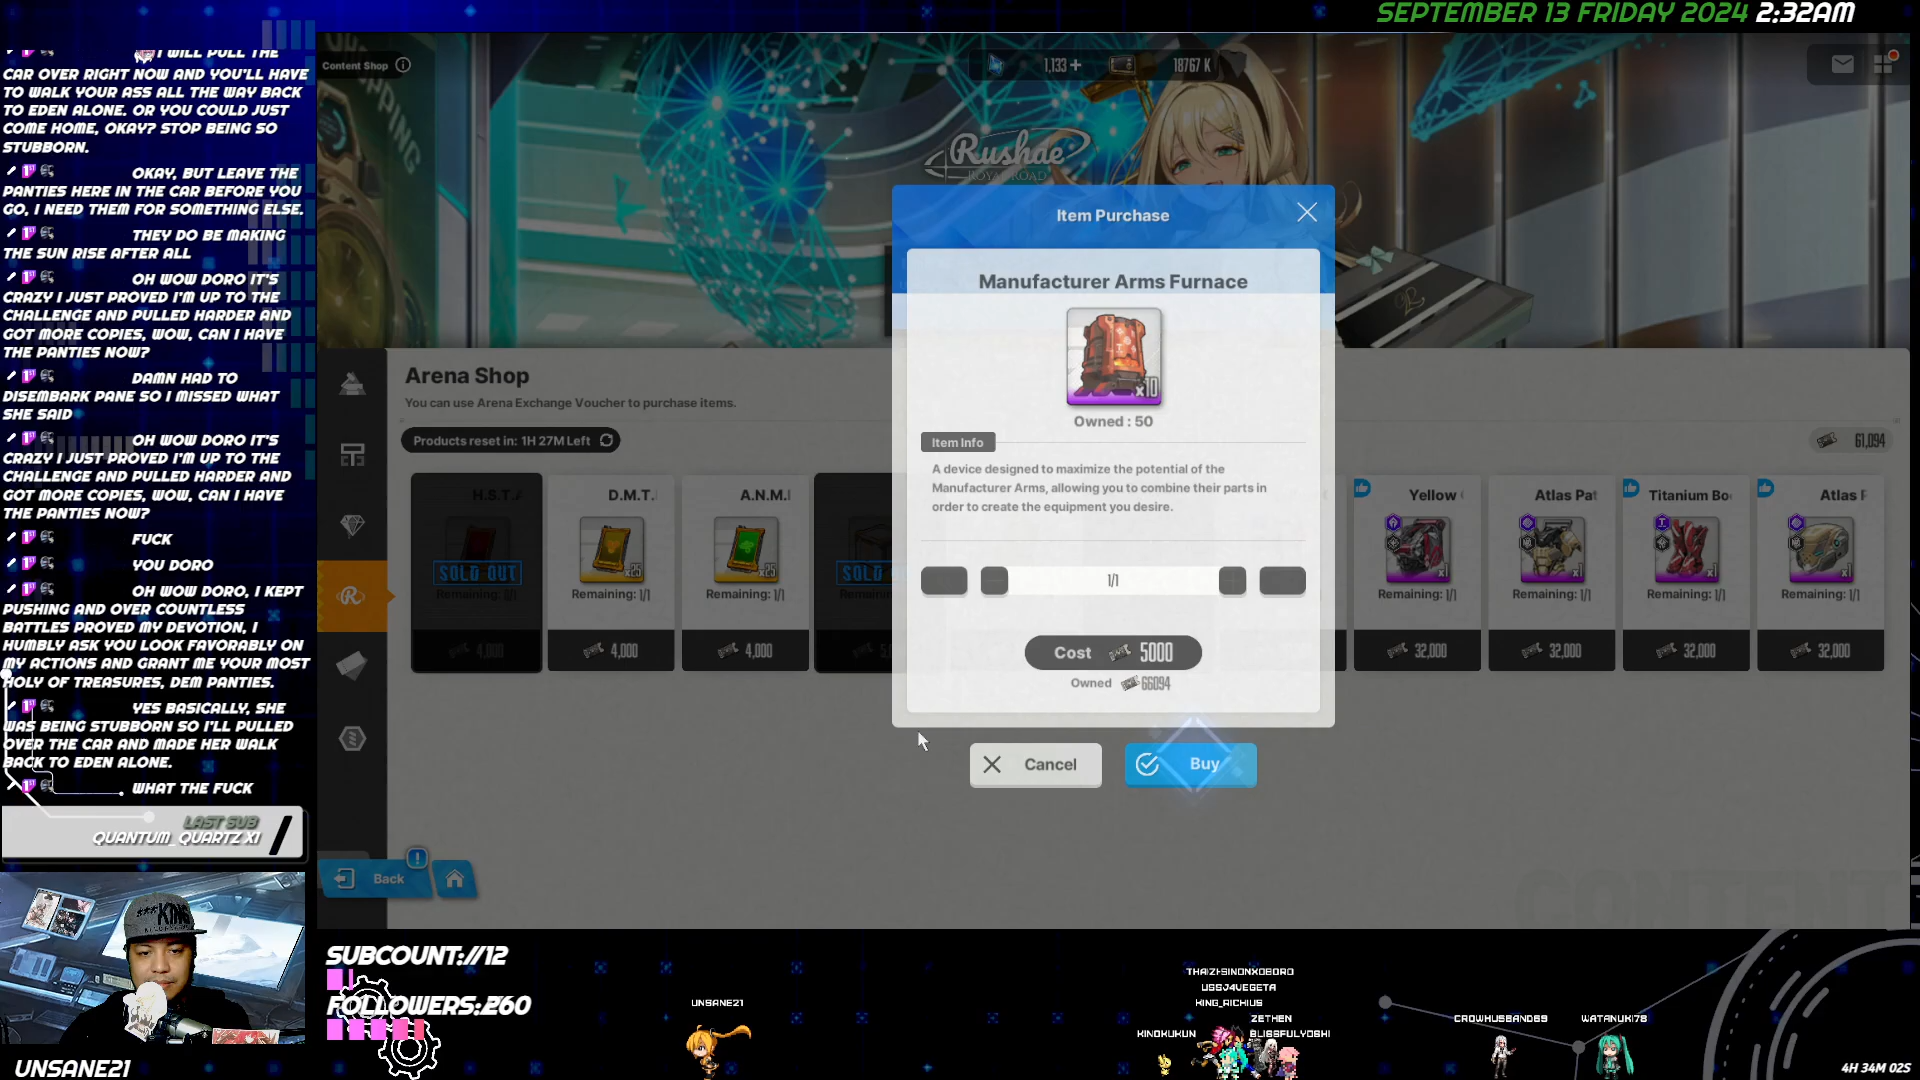 SEPTEMBER 13 FRIDAY 2024 2:32AM
I WILL PULL THE
CAR OVER RIGHT NOW AND YOU'LL HAVE
TO WALK YOUR ASS ALL THE WAY BACK
TO EDEN ALONE. OR YOU COULD JUST
COME HOME, OKAY? STOP BEING SO
STUBBORN.
OKAY, BUT LEAVE THE
PANTIES HERE IN THE CAR BEFORE YOU
GO, I NEED THEM FOR SOMETHING ELSE.
THEY DO BE MAKING
THE SUN RISE AFTER ALL
OH WOW DORO IT'S
CRAZY I JUST PROVED I'M UP TO THE
CHALLENGE AND PULLED HARDER AND
GOT MORE COPIES, WOW, CAN I HAVE
THE PANTIES NOW?
DAMN HAD TO
DISEMBARK PANE SO I MISSED WHAT
SHE SAID
OH WOW DORO IT'S
CRAZY I JUST PROVED I'M UP TO THE
CHALLENGE AND PULLED HARDER AND
GOT MORE COPIES, WOW, CAN I HAVE
THE PANTIES NOW?
FUCK
YOU DORO
OH WOW DORO, I KEPT
PUSHING AND OVER COUNTLESS
BATTLES PROVED MY DEVOTION, I
HUMBLY ASK YOU LOOK FAVORABLY ON
MY ACTIONS AND GRANT ME YOUR MOST
HOLY OF TREASURES, DEM PANTIES.
YES BASICALLY, SHE
WAS BEING STUBBORN SO I'LL PULLED
OVER THE CAR AND MADE HER WALK
BACK TO EDEN ALONE.
WHAT THE FUCK
LAST SUB
QUANTUM_QUARTZ X1
Content Shop
1,133 +
18767 K
Rushae
ROYAL ROAD
Arena Shop
You can use Arena Exchange Voucher to purchase items.
Products reset in: 1H 27M Left
61,094
H.S.T.
SOLD OUT
Remaining: 1/1
4,000
D.M.T.
x25
Remaining: 1/1
4,000
A.N.M.
x25
Remaining: 1/1
4,000
Item Purchase
Manufacturer Arms Furnace
x10
Owned : 50
Item Info
A device designed to maximize the potential of the
Manufacturer Arms, allowing you to combine their parts in
order to create the equipment you desire.
1/1
Cost 5000
Owned 66094
Cancel
Buy
Yellow
x1
Remaining: 1/1
32,000
Atlas Pat
x1
Remaining: 1/1
32,000
Titanium Bo
x1
Remaining: 1/1
32,000
Atlas
x1
Remaining: 1/1
32,000
Back
SUBCOUNT://12
FOLLOWERS:260
UNSANE21
UNSANE21
THAIZHSINONXOBORO
USSJ4VEGETA
KING_RICHIUS
ZETHEN
KINOKUKUN
BLISSFULYOSHI
CROWHUSBAND69
WATANUKI78
4H 34M 02S